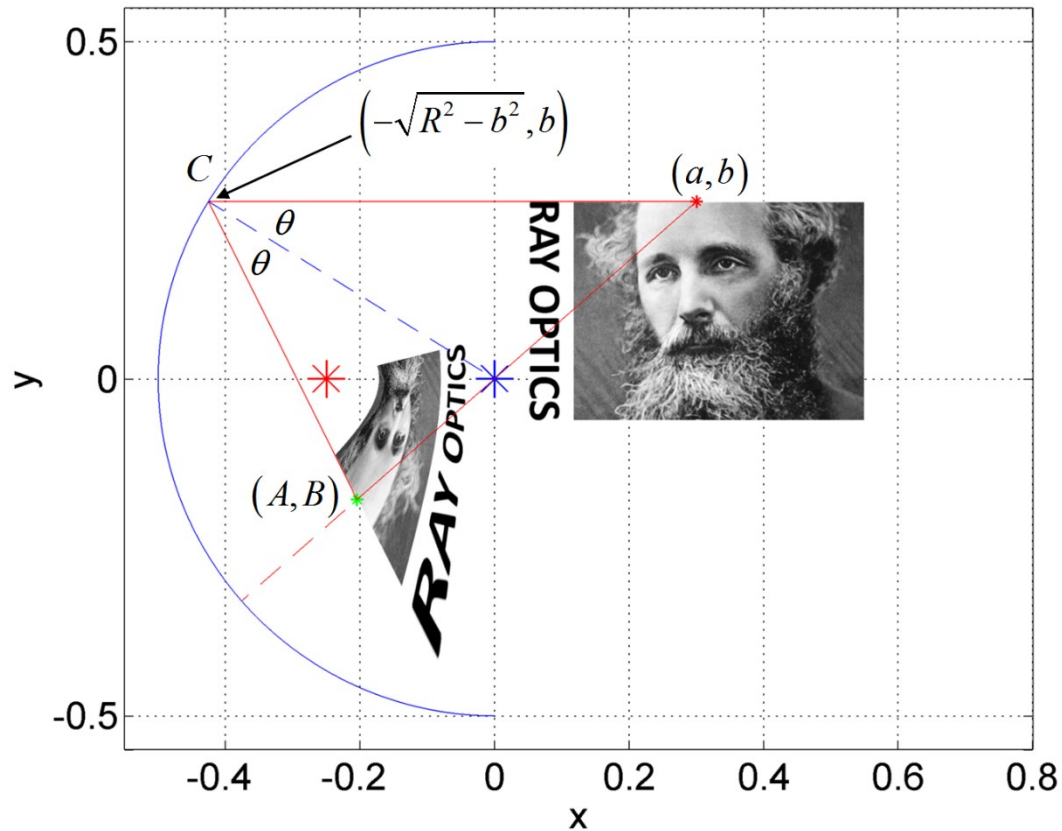 0.5
(-√(R² - b²), b)
C
(a, b)
θ
θ
RAY OPTICS
y
0
RAY OPTICS
(A, B)
-0.5
-0.4
-0.2
0
0.2
0.4
0.6
0.8
x